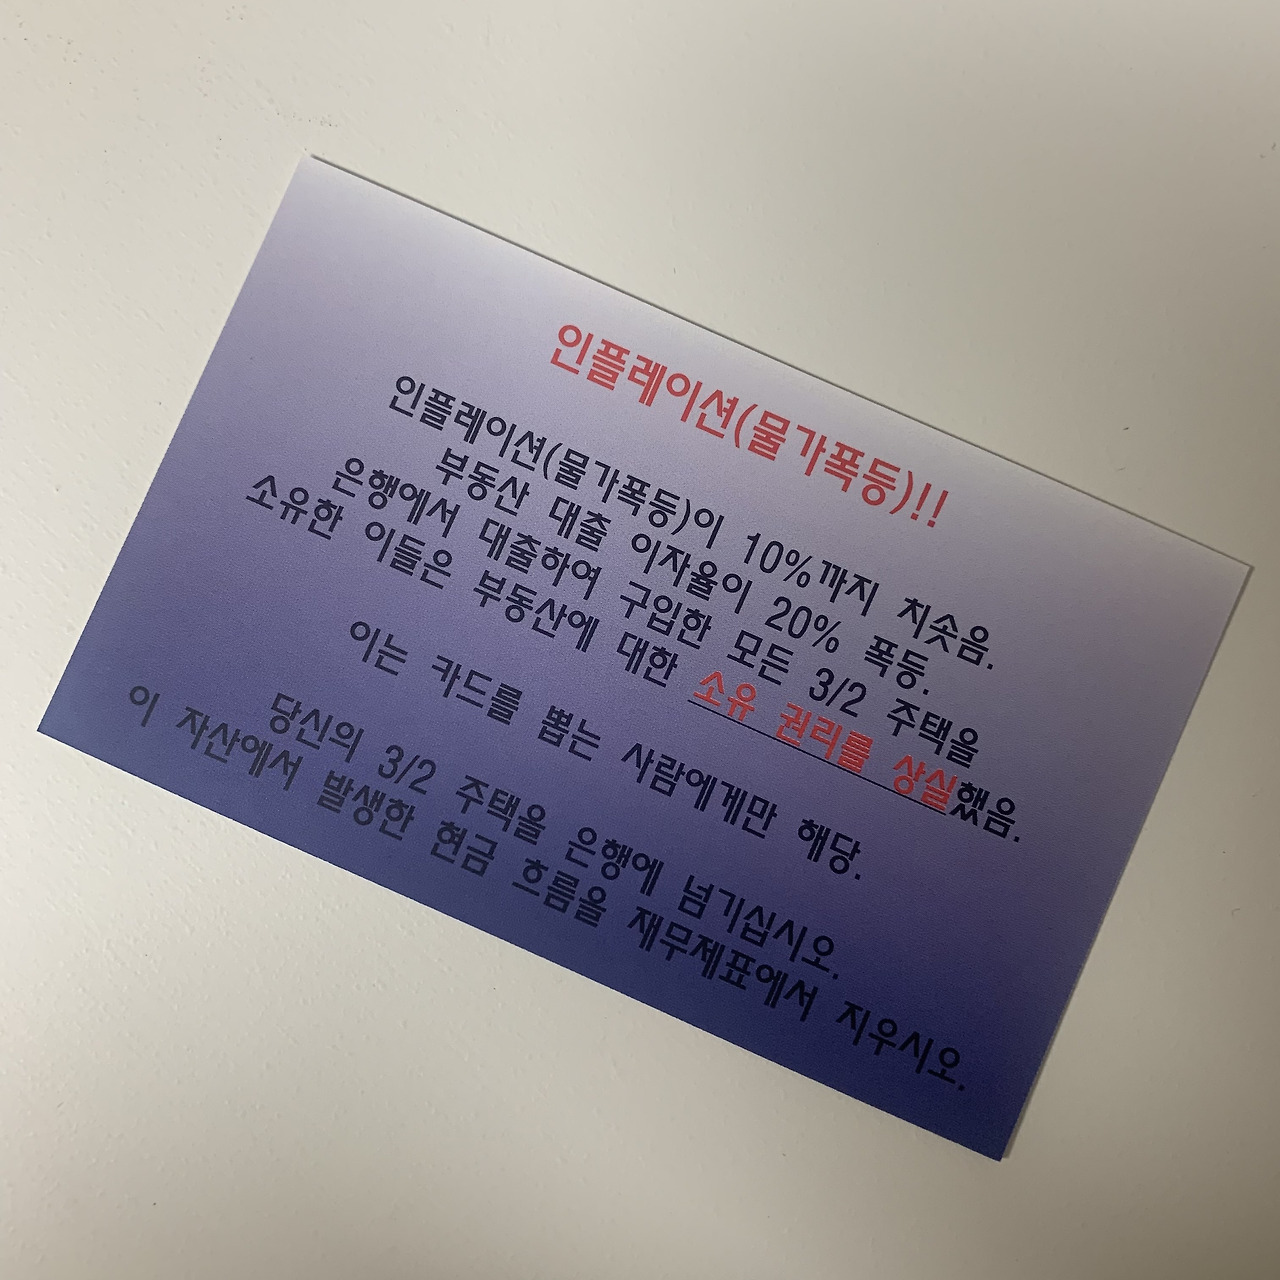 인플레이션(물가폭등)!!
인플레이션(물가폭등)이 10%까지 치솟음.
부동산 대출 이자율이 20% 폭등.
은행에서 대출하여 구입한 모든 3/2 주택을
소유한 이들은 부동산에 대한 소유 권리를 상실했음.
이는 카드를 뽑는 사람에게만 해당.
당신의 3/2 주택을 은행에 넘기십시오.
이 자산에서 발생한 현금 흐름을 재무제표에서 지우시오.